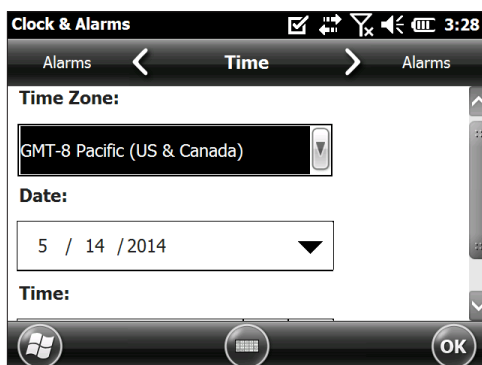 Clock & Alarms 3:28
Alarms Time Alarms
Time Zone:
GMT-8 Pacific (US & Canada)
Date:
5 / 14 / 2014
Time:
OK